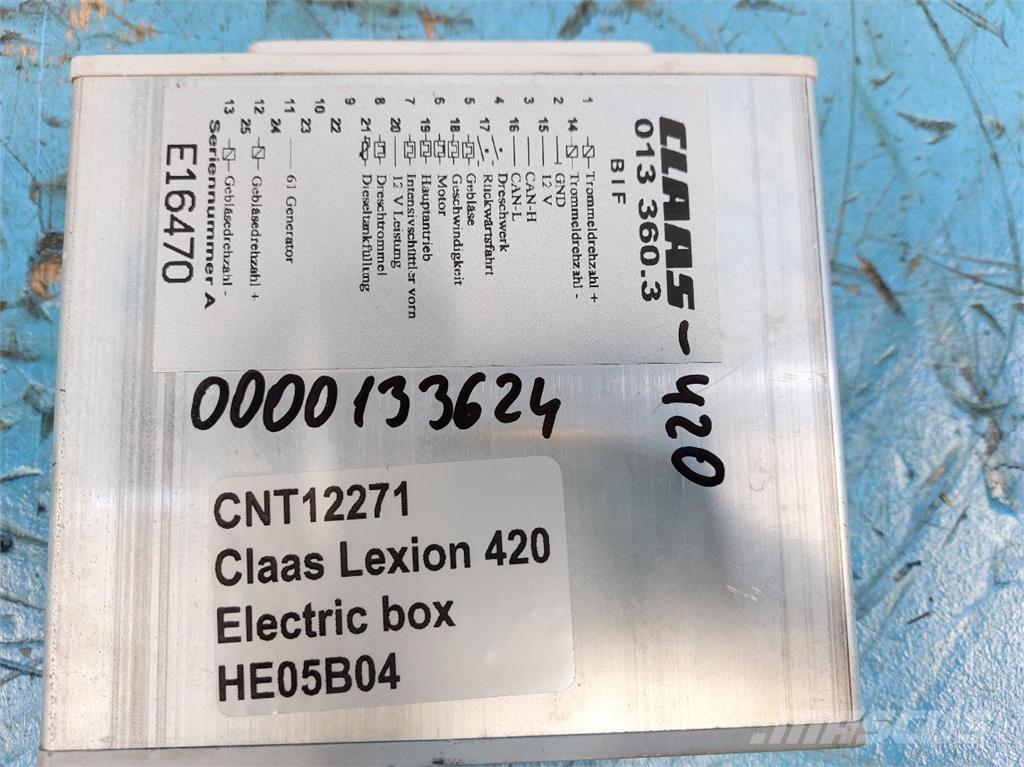 CLAAS - 420
013 360.3
BIF
1 Trommeldrehzahl +
14 Trommeldrehzahl -
2 GND
15 12 V
3 CAN-H
16 CAN-L
4 Dreschwerk
17 Rückwärtsfahrt
5 Gebläse
18 Geschwindigkeit
6 Motor
19 Hauptantrieb
7 Intensivschüttler vorn
20 12 V Leistung
8 Dreschtrommel
21 Dieseltankfüllung
9
22
10
23
11 61 Generator
24
12 Gebläsedrehzahl +
25
13 Gebläsedrehzahl -
Seriennummer A
E16470
0000133624
CNT12271
Claas Lexion 420
Electric box
HE05B04
MASCUS